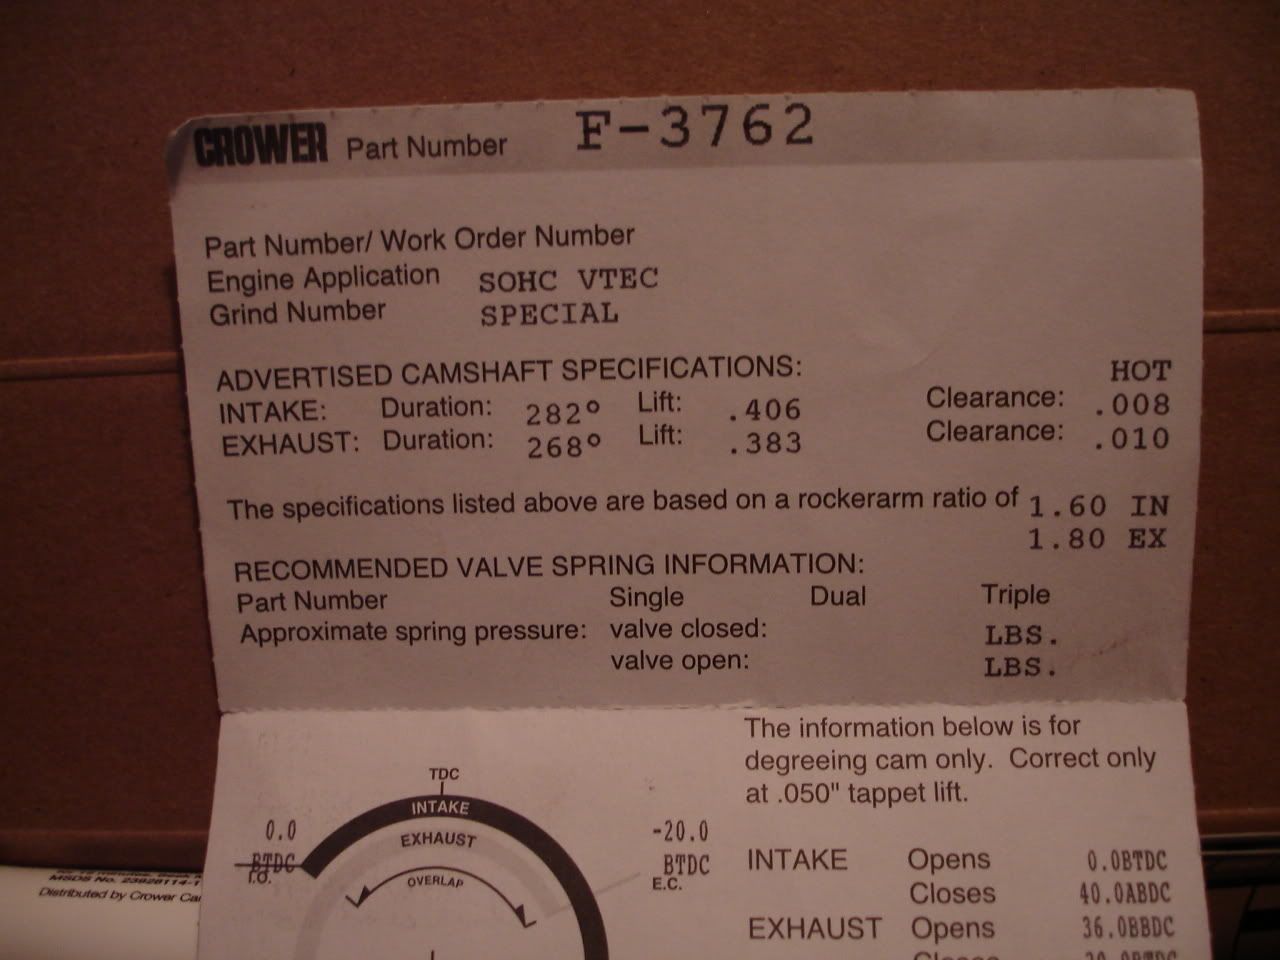 CROWER Part Number F-3762
Part Number/ Work Order Number
Engine Application SOHC VTEC
Grind Number SPECIAL
ADVERTISED CAMSHAFT SPECIFICATIONS: HOT
INTAKE: Duration: 282° Lift: .406 Clearance: .008
EXHAUST: Duration: 268° Lift: .383 Clearance: .010
The specifications listed above are based on a rockerarm ratio of 1.60 IN
1.80 EX
RECOMMENDED VALVE SPRING INFORMATION:
Part Number Single Dual Triple
Approximate spring pressure: valve closed: LBS.
valve open: LBS.
The information below is for
degreeing cam only. Correct only
at .050" tappet lift.
TDC
INTAKE
EXHAUST
OVERLAP
0.0
BTDC
I.O.
-20.0
BTDC
E.C.
INTAKE Opens 0.0BTDC
Closes 40.0ABDC
EXHAUST Opens 36.0BBDC
Closes
MSDS No.
Distributed by Crower